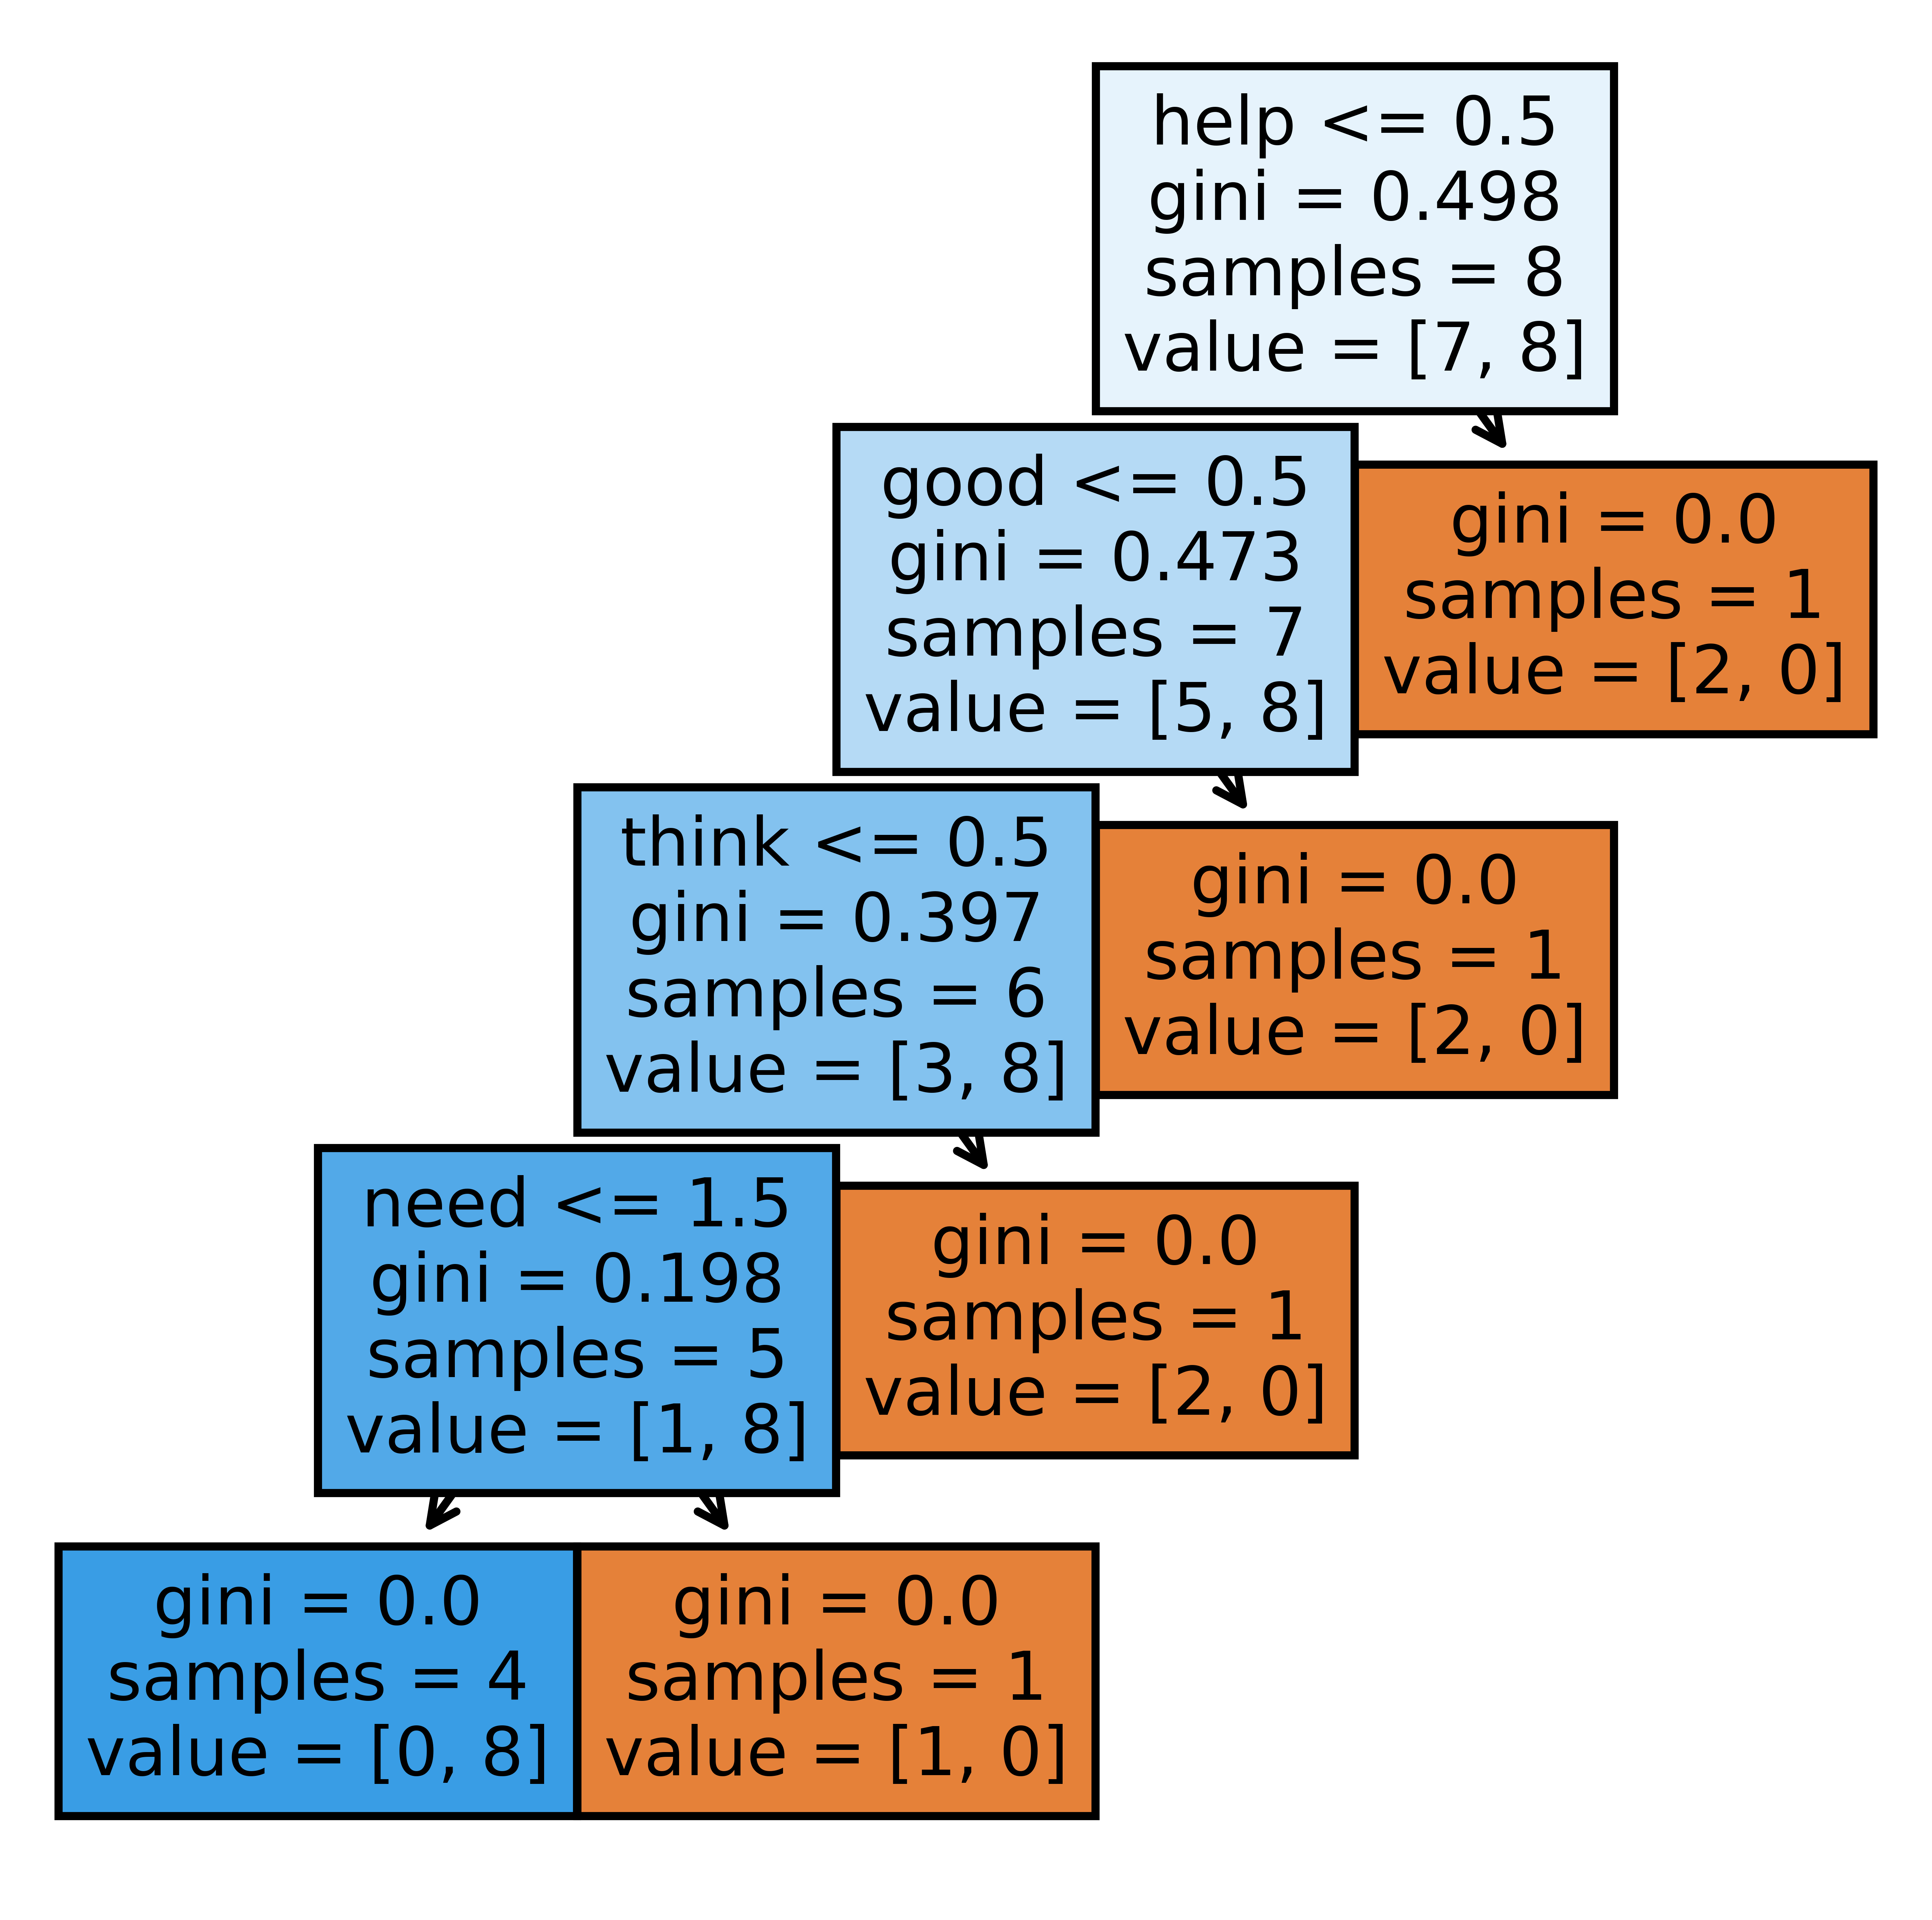 help <= 0.5
gini = 0.498
samples = 8
value = [7, 8]
good <= 0.5
gini = 0.473
samples = 7
value = [5, 8]
gini = 0.0
samples = 1
value = [2, 0]
think <= 0.5
gini = 0.397
samples = 6
value = [3, 8]
gini = 0.0
samples = 1
value = [2, 0]
need <= 1.5
gini = 0.198
samples = 5
value = [1, 8]
gini = 0.0
samples = 1
value = [2, 0]
gini = 0.0
samples = 4
value = [0, 8]
gini = 0.0
samples = 1
value = [1, 0]